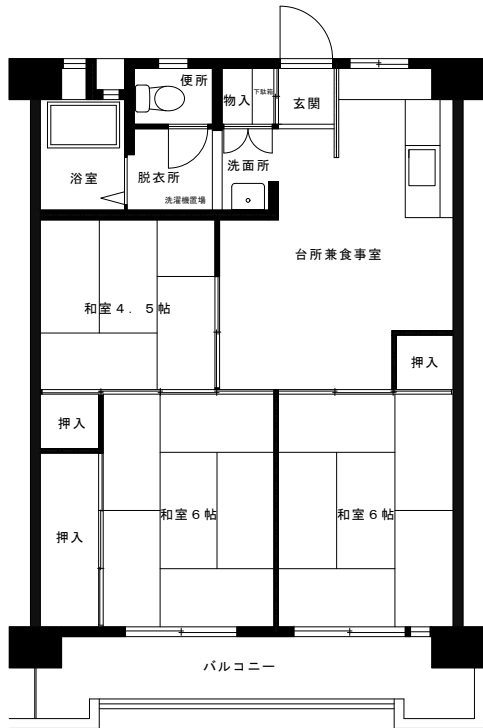 便所
物入
下駄箱
玄関
浴室
脱衣所
洗面所
洗濯機置場
台所兼食事室
和室４．５帖
押入
押入
押入
和室６帖
和室６帖
バルコニー